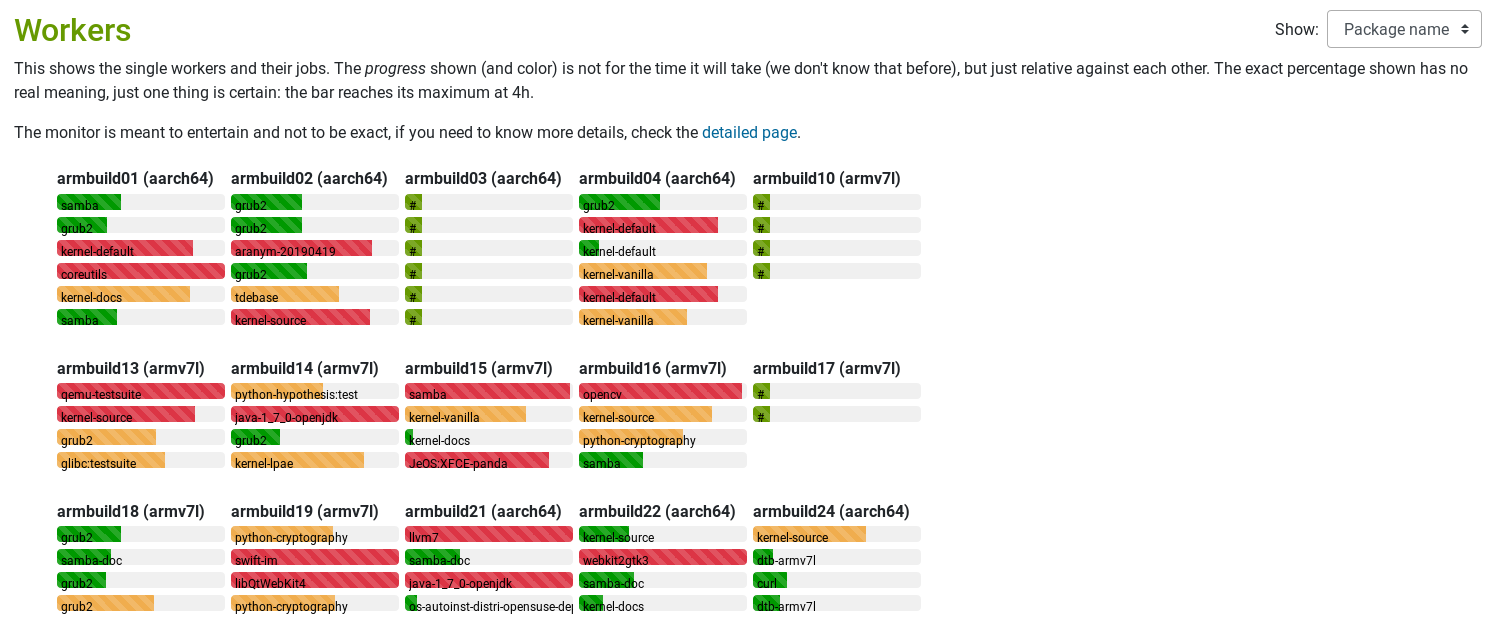 Workers
Show: Package name
This shows the single workers and their jobs. The progress shown (and color) is not for the time it will take (we don't know that before), but just relative against each other. The exact percentage shown has no
real meaning, just one thing is certain: the bar reaches its maximum at 4h.
The monitor is meant to entertain and not to be exact, if you need to know more details, check the detailed page.
armbuild01 (aarch64)
samba
grub2
kernel-default
coreutils
kernel-docs
samba
armbuild02 (aarch64)
grub2
grub2
aranym-20190419
grub2
tdebase
kernel-source
armbuild03 (aarch64)
#
#
#
#
#
#
armbuild04 (aarch64)
grub2
kernel-default
kernel-default
kernel-vanilla
kernel-default
kernel-vanilla
armbuild10 (armv7l)
#
#
#
#
armbuild13 (armv7l)
qemu-testsuite
kernel-source
grub2
glibc:testsuite
armbuild14 (armv7l)
python-hypothesis:test
java-1_7_0-openjdk
grub2
kernel-lpae
armbuild15 (armv7l)
samba
kernel-vanilla
kernel-docs
JeOS:XFCE-panda
armbuild16 (armv7l)
opencv
kernel-source
python-cryptography
samba
armbuild17 (armv7l)
#
#
armbuild18 (armv7l)
grub2
samba-doc
grub2
grub2
armbuild19 (armv7l)
python-cryptography
swift-im
libQtWebKit4
python-cryptography
armbuild21 (aarch64)
llvm7
samba-doc
java-1_7_0-openjdk
os-autoinst-distri-opensuse-dep
armbuild22 (aarch64)
kernel-source
webkit2gtk3
samba-doc
kernel-docs
armbuild24 (aarch64)
kernel-source
dtb-armv7l
curl
dtb-armv7l